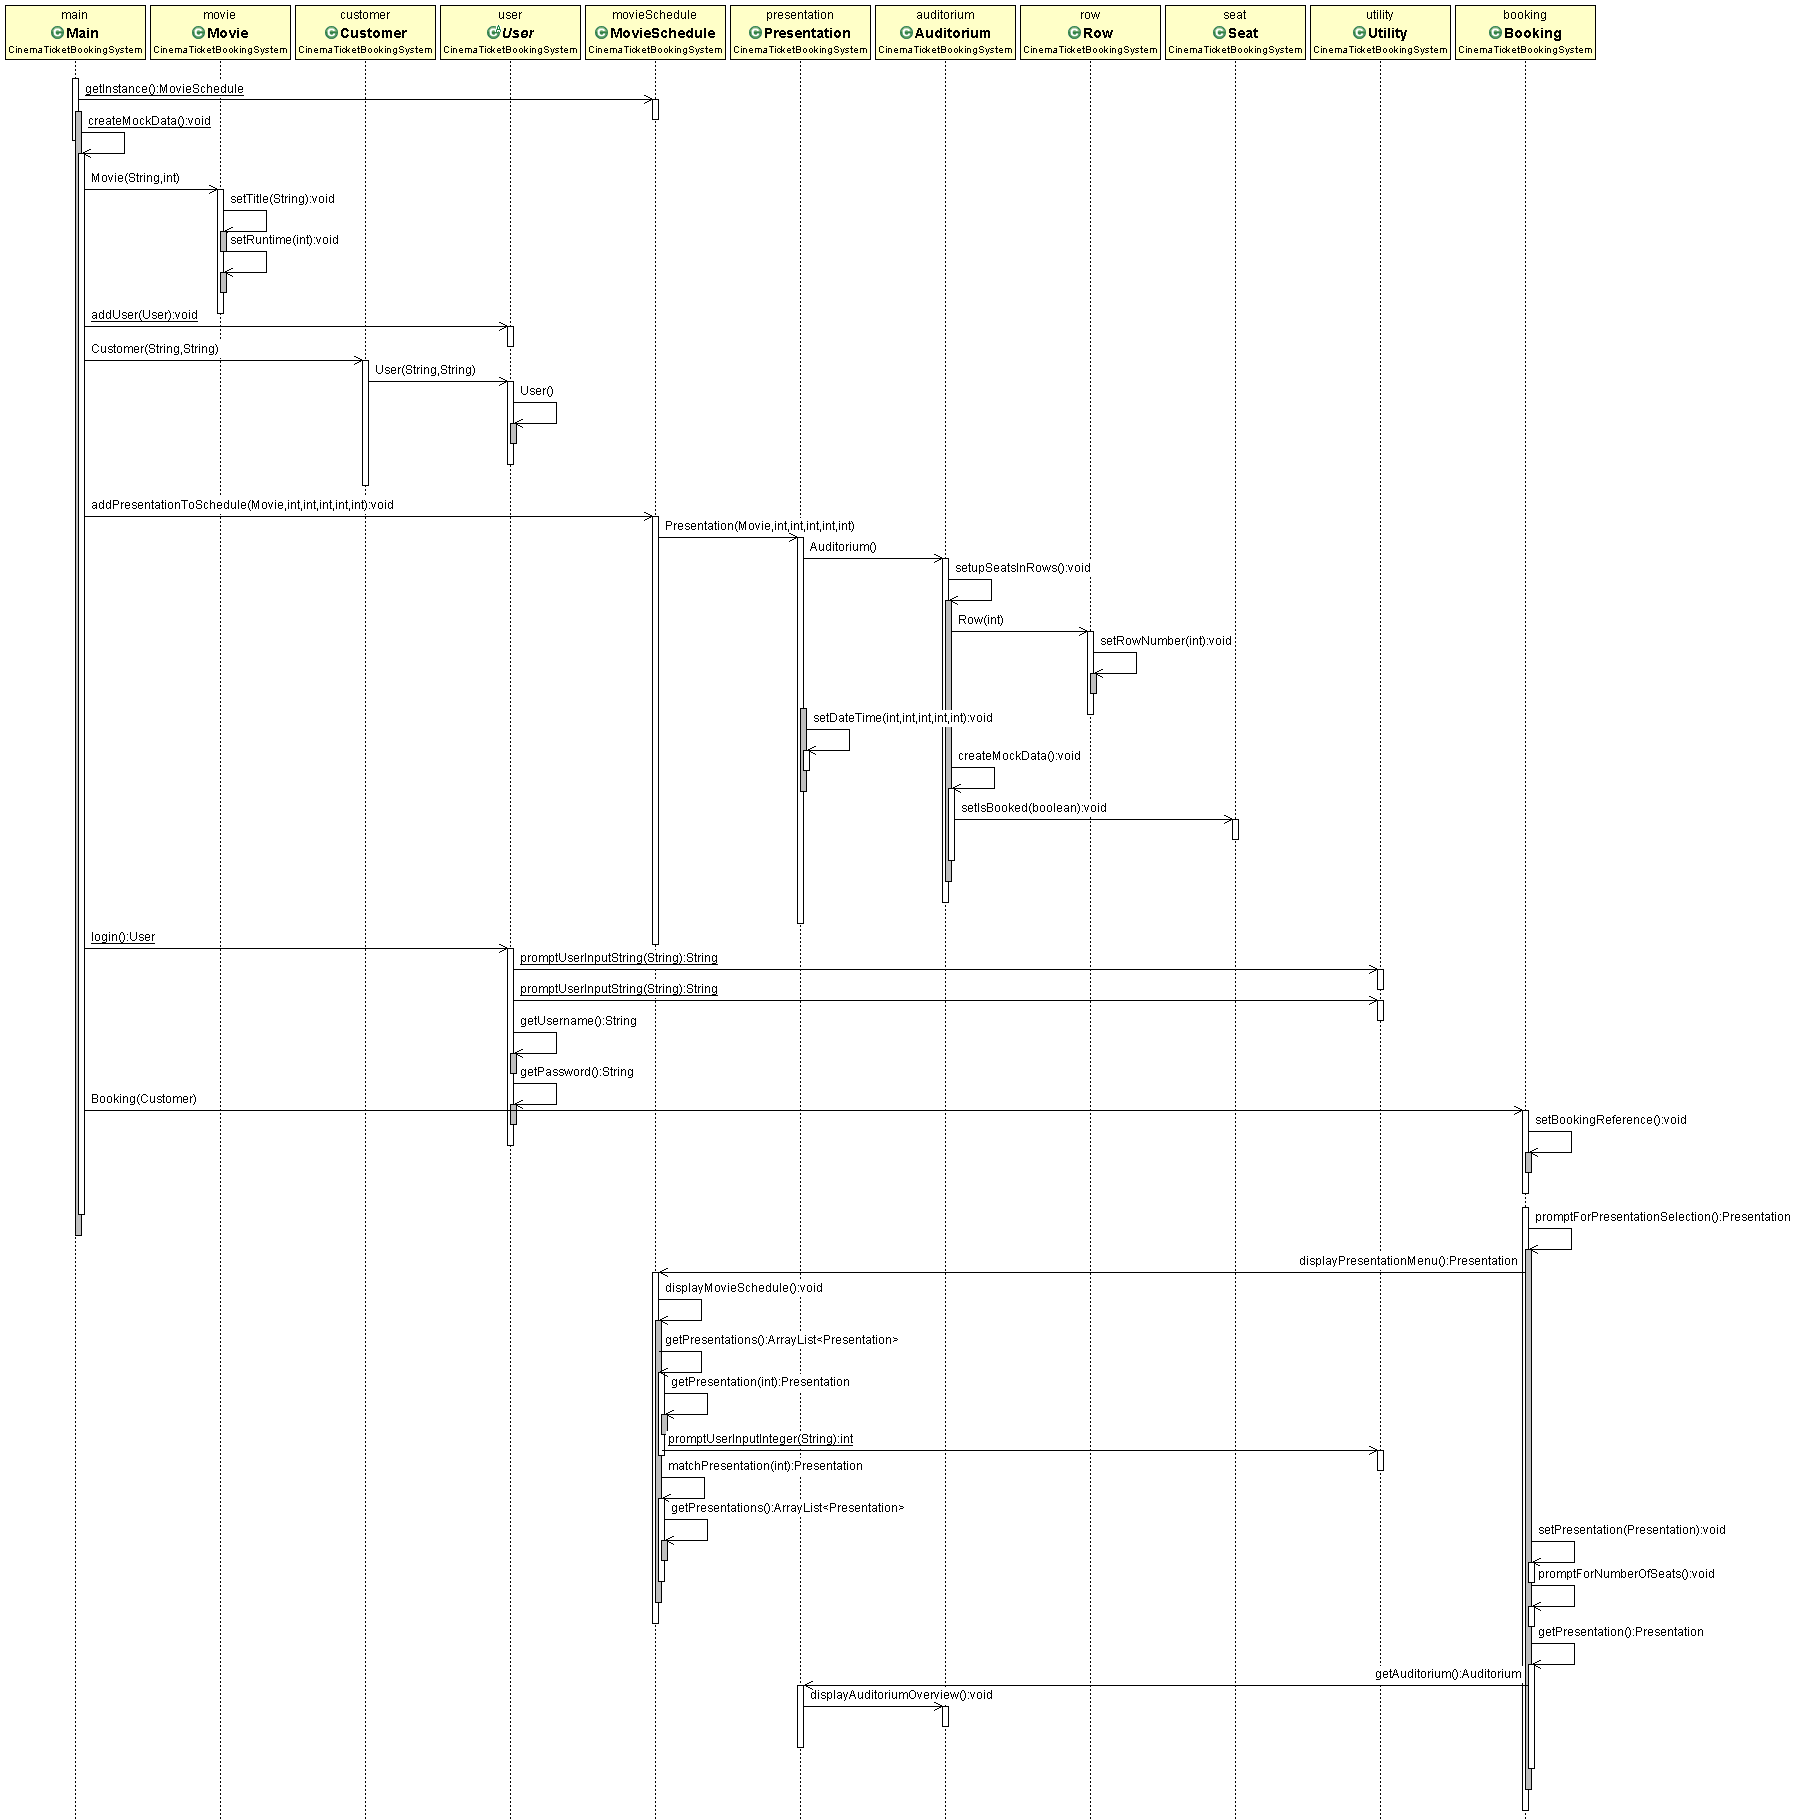 main movie customer user movieSchedule presentation auditorium row seat utility booking
Main Movie Customer User MovieSchedule Presentation Auditorium Row Seat Utility Booking
CinemaTicketBookingSystem CinemaTicketBookingSystem CinemaTicketBookingSystem CinemaTicketBookingSystem CinemaTicketBookingSystem CinemaTicketBookingSystem CinemaTicketBookingSystem CinemaTicketBookingSystem CinemaTicketBookingSystem CinemaTicketBookingSystem CinemaTicketBookingSystem
getInstance():MovieSchedule
createMockData():void
Movie(String,int)
setTitle(String):void
setRuntime(int):void
addUser(User):void
Customer(String,String)
User(String,String)
User()
addPresentationToSchedule(Movie,int,int,int,int,int):void
Presentation(Movie,int,int,int,int,int)
Auditorium()
setupSeatsInRows():void
Row(int)
setRowNumber(int):void
setDateTime(int,int,int,int,int):void
createMockData():void
setIsBooked(boolean):void
login():User
promptUserInputString(String):String
promptUserInputString(String):String
getUsername():String
getPassword():String
Booking(Customer)
setBookingReference():void
promptForPresentationSelection():Presentation
displayPresentationMenu():Presentation
displayMovieSchedule():void
getPresentations():ArrayList<Presentation>
getPresentation(int):Presentation
promptUserInputInteger(String):int
matchPresentation(int):Presentation
getPresentations():ArrayList<Presentation>
setPresentation(Presentation):void
promptForNumberOfSeats():void
getPresentation():Presentation
getAuditorium():Auditorium
displayAuditoriumOverview():void